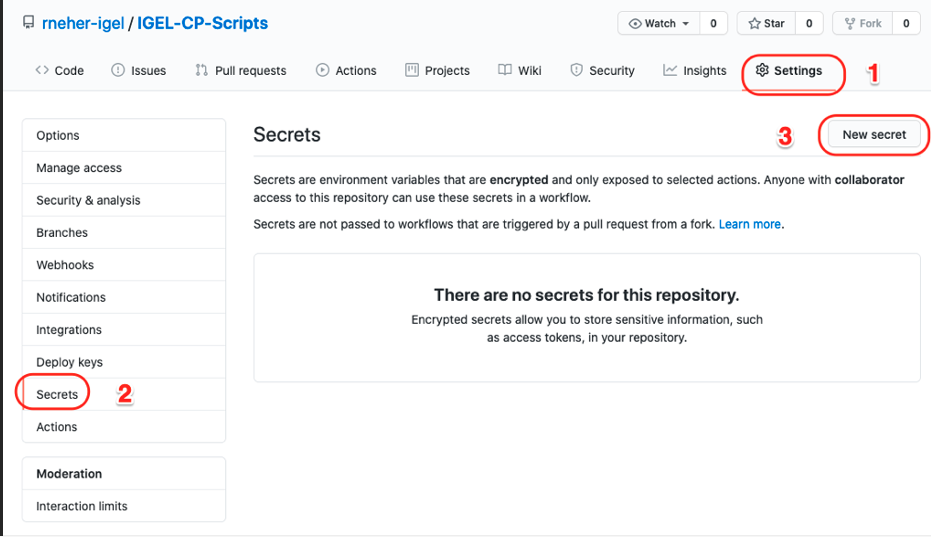 rneher-igel / IGEL-CP-Scripts
Watch 0 Star 0 Fork 0
Code Issues Pull requests Actions Projects Wiki Security Insights Settings 1
Options
Manage access
Security & analysis
Branches
Webhooks
Notifications
Integrations
Deploy keys
Secrets 2
Actions
Moderation
Interaction limits
Secrets 3 New secret
Secrets are environment variables that are encrypted and only exposed to selected actions. Anyone with collaborator
access to this repository can use these secrets in a workflow.
Secrets are not passed to workflows that are triggered by a pull request from a fork. Learn more.
There are no secrets for this repository.
Encrypted secrets allow you to store sensitive information, such
as access tokens, in your repository.